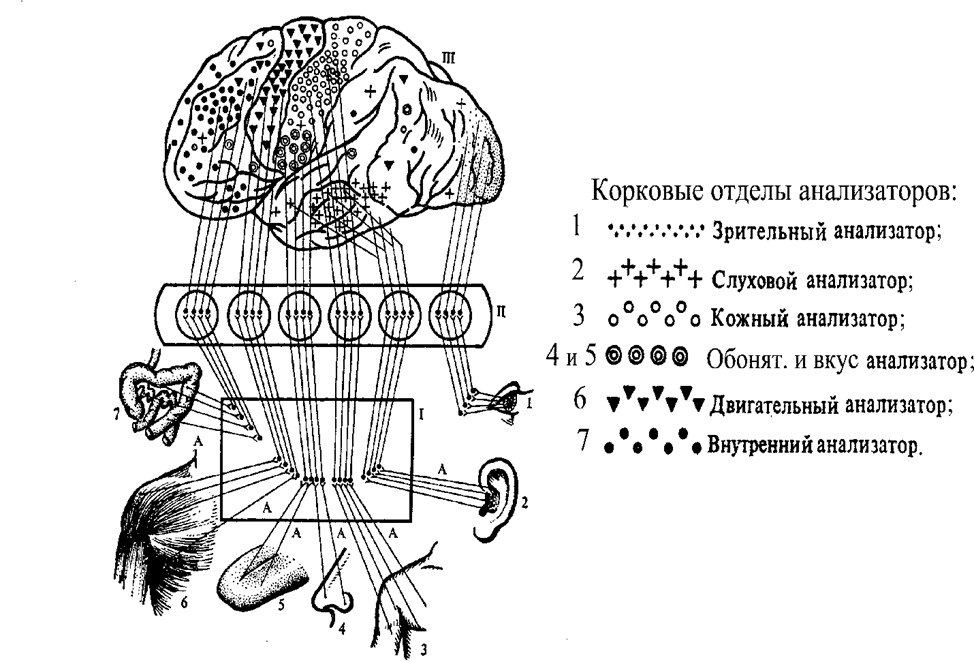 III
II
I
7
1
A
A
2
A
A
A
A
6
5
4
3
Корковые отделы анализаторов:
1 Зрительный анализатор;
2 Слуховой анализатор;
3 Кожный анализатор;
4 и 5 Обонят. и вкус анализатор;
6 Двигательный анализатор;
7 Внутренний анализатор.